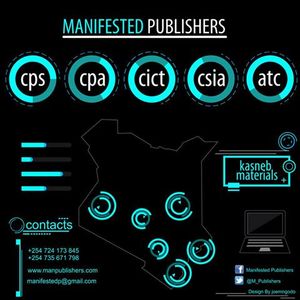 MANIFESTED PUBLISHERS
cps cpa cict csia atc
kasneb
materials
contacts
+254 724 173 845
+254 735 671 798
www.manpublishers.com
manifestedp@gmail.com
Manifested Publishers
@M_Publishers
Design By joemngodo